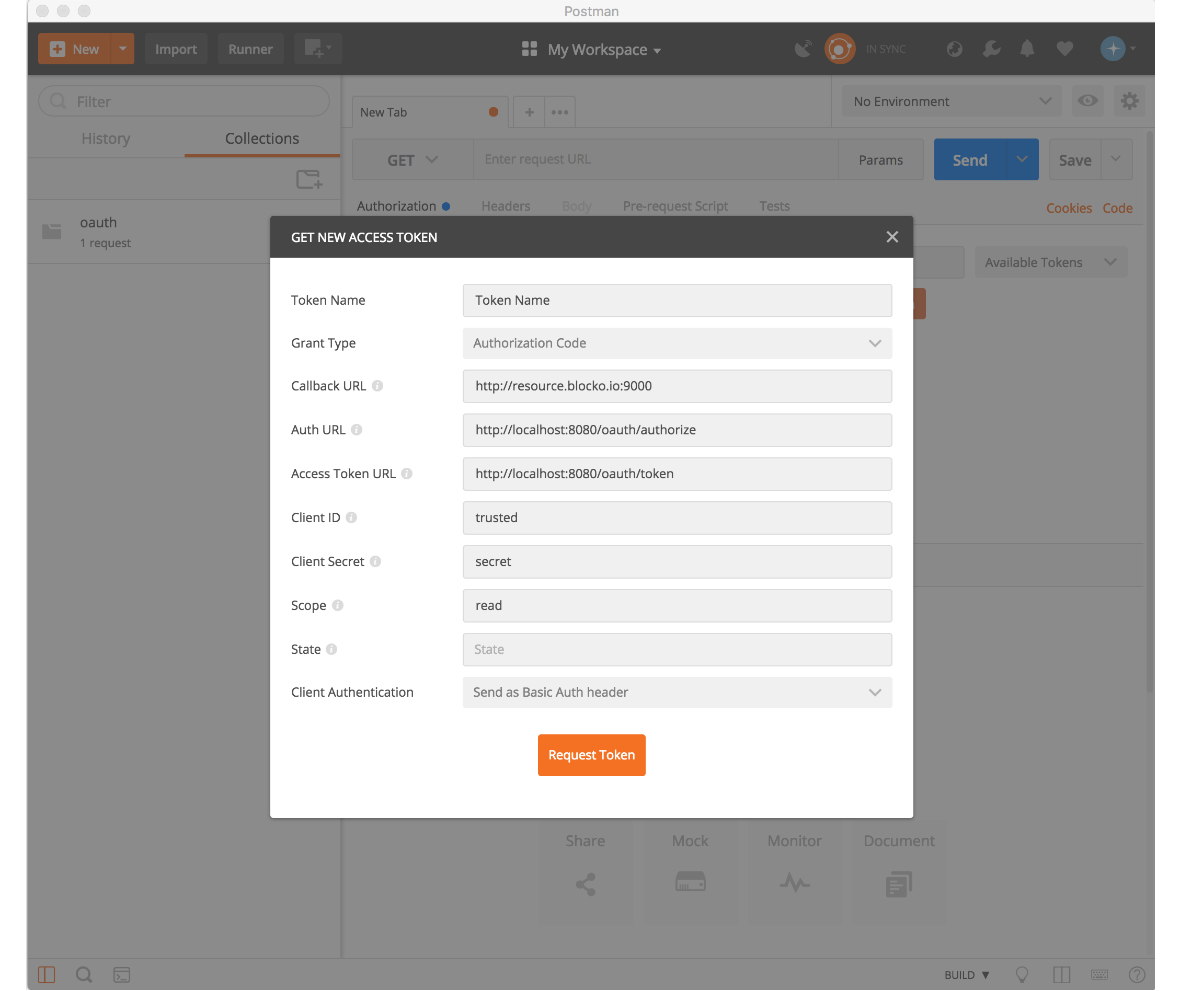 Postman
New Import Runner My Workspace IN SYNC
Filter
History Collections
New Tab + ••• No Environment
GET Enter request URL Params Send Save
Authorization Headers Body Pre-request Script Tests Cookies Code
oauth
1 request
Available Tokens
GET NEW ACCESS TOKEN
Token Name Token Name
Grant Type Authorization Code
Callback URL http://resource.blocko.io:9000
Auth URL http://localhost:8080/oauth/authorize
Access Token URL http://localhost:8080/oauth/token
Client ID trusted
Client Secret secret
Scope read
State State
Client Authentication Send as Basic Auth header
Request Token
Share Mock Monitor Document
BUILD